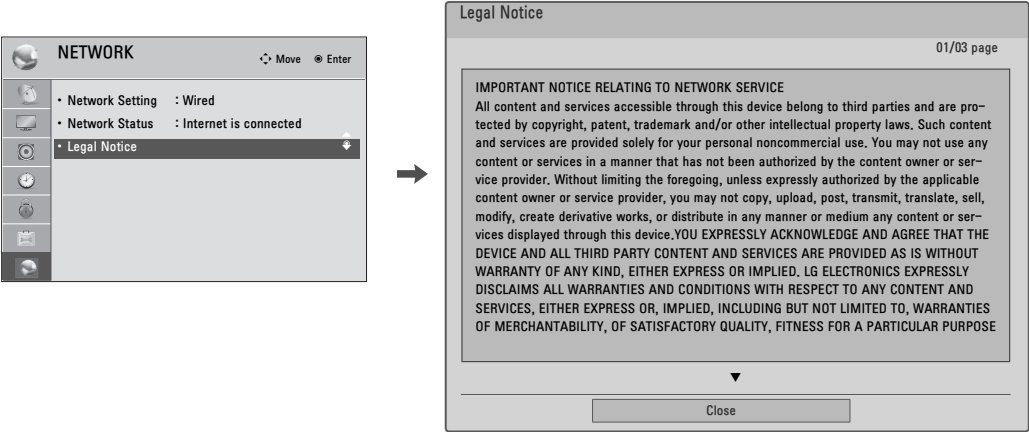 NETWORK
Move Enter
• Network Setting : Wired
• Network Status : Internet is connected
• Legal Notice
Legal Notice
01/03 page
IMPORTANT NOTICE RELATING TO NETWORK SERVICE
All content and services accessible through this device belong to third parties and are pro-
tected by copyright, patent, trademark and/or other intellectual property laws. Such content
and services are provided solely for your personal noncommercial use. You may not use any
content or services in a manner that has not been authorized by the content owner or ser-
vice provider. Without limiting the foregoing, unless expressly authorized by the applicable
content owner or service provider, you may not copy, upload, post, transmit, translate, sell,
modify, create derivative works, or distribute in any manner or medium any content or ser-
vices displayed through this device.YOU EXPRESSLY ACKNOWLEDGE AND AGREE THAT THE
DEVICE AND ALL THIRD PARTY CONTENT AND SERVICES ARE PROVIDED AS IS WITHOUT
WARRANTY OF ANY KIND, EITHER EXPRESS OR IMPLIED. LG ELECTRONICS EXPRESSLY
DISCLAIMS ALL WARRANTIES AND CONDITIONS WITH RESPECT TO ANY CONTENT AND
SERVICES, EITHER EXPRESS OR, IMPLIED, INCLUDING BUT NOT LIMITED TO, WARRANTIES
OF MERCHANTABILITY, OF SATISFACTORY QUALITY, FITNESS FOR A PARTICULAR PURPOSE
Close